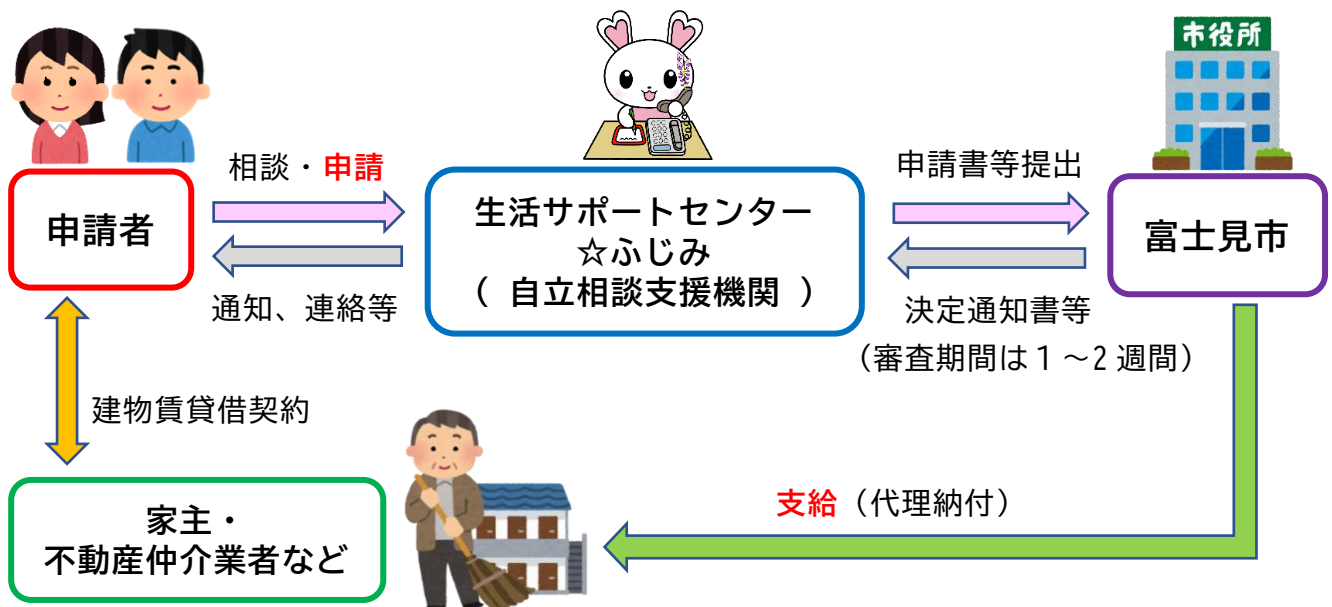 市役所
相談・申請
申請書等提出
申請者
生活サポートセンター
☆ふじみ
（ 自立相談支援機関 ）
富士見市
通知、連絡等
決定通知書等
（審査期間は１～2 週間）
建物賃貸借契約
家主・
不動産仲介業者など
支給（代理納付）